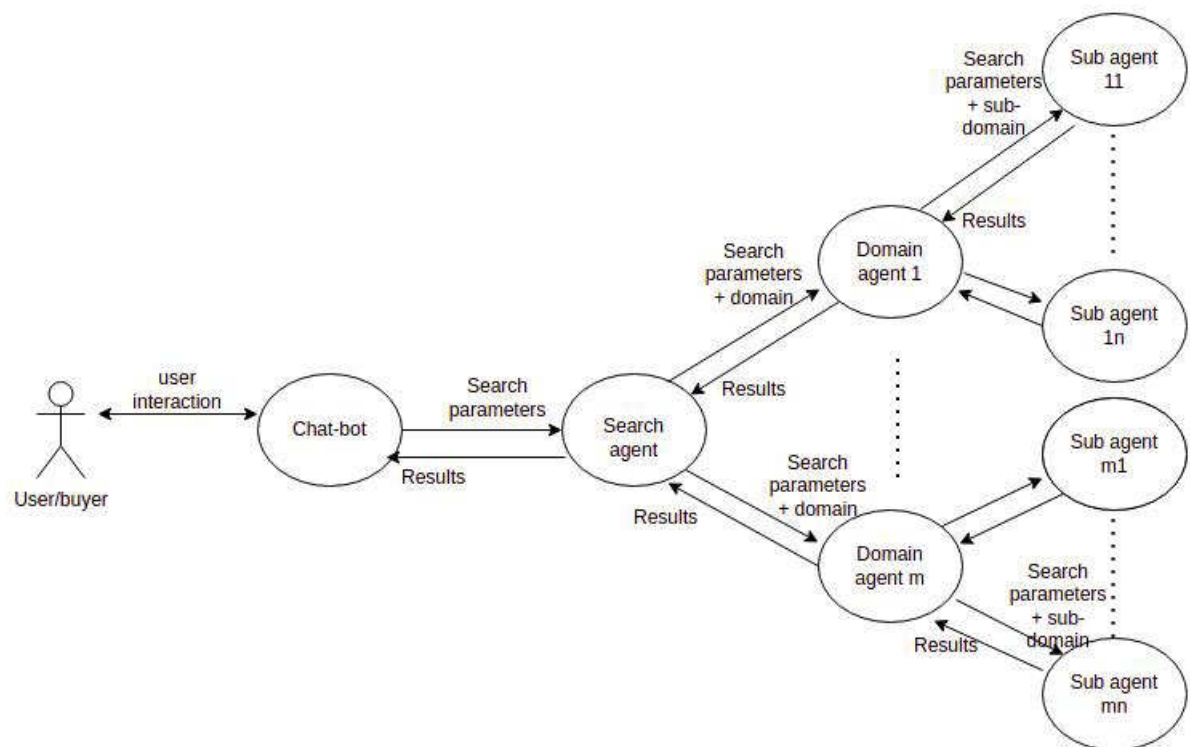 Search
parameters
+ sub-
domain
Sub agent
11
Results
Search
parameters
+ domain
Domain
agent 1
Sub agent
1n
Results
user
interaction
Search
parameters
Chat-bot
Search
agent
Results
User/buyer
Search
parameters
+ domain
Results
Sub agent
m1
Domain
agent m
Search
parameters
+ sub-
domain
Results
Sub agent
mn